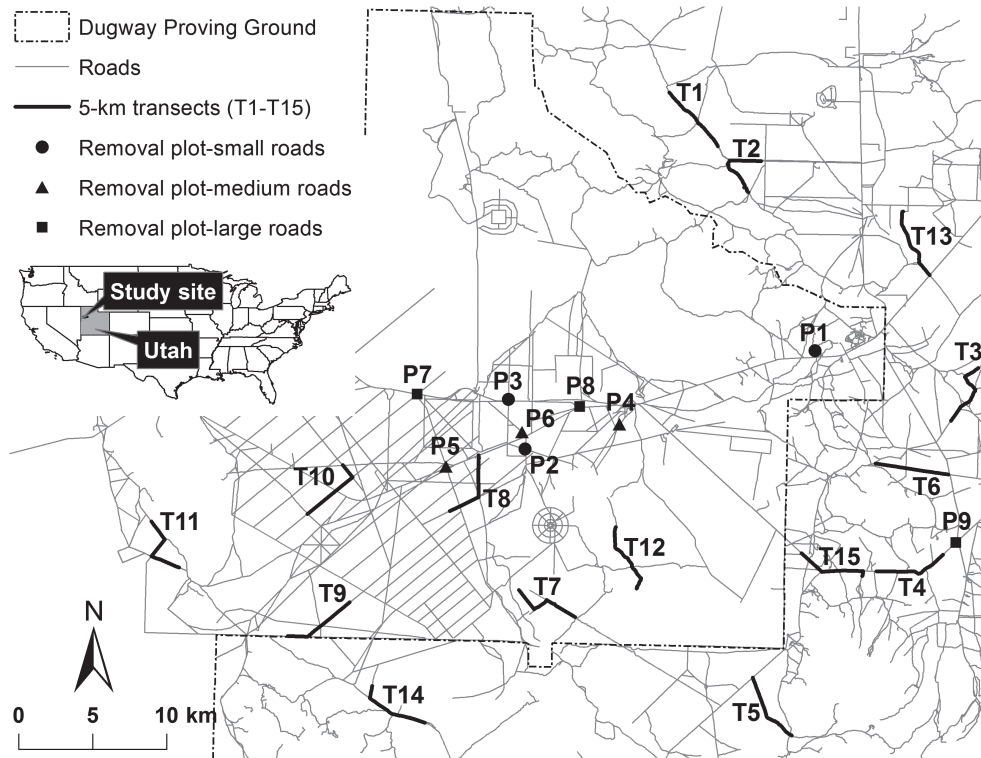 Dugway Proving Ground
Roads
5-km transects (T1-T15)
Removal plot-small roads
Removal plot-medium roads
Removal plot-large roads
Study site
Utah
T1
T2
T13
P1
T3
P7
P3
P8
P4
P6
P5
P2
T10
T8
T6
T11
P9
T12
T15
T4
T9
T7
N
T14
T5
0 5 10 km